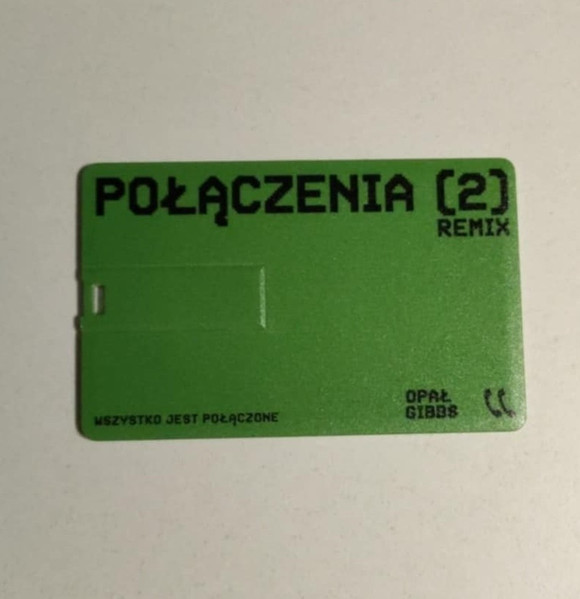 POŁĄCZENIA (2)
REMIX
OPAŁ
GIBBS
WSZYSTKO JEST POŁĄCZONE